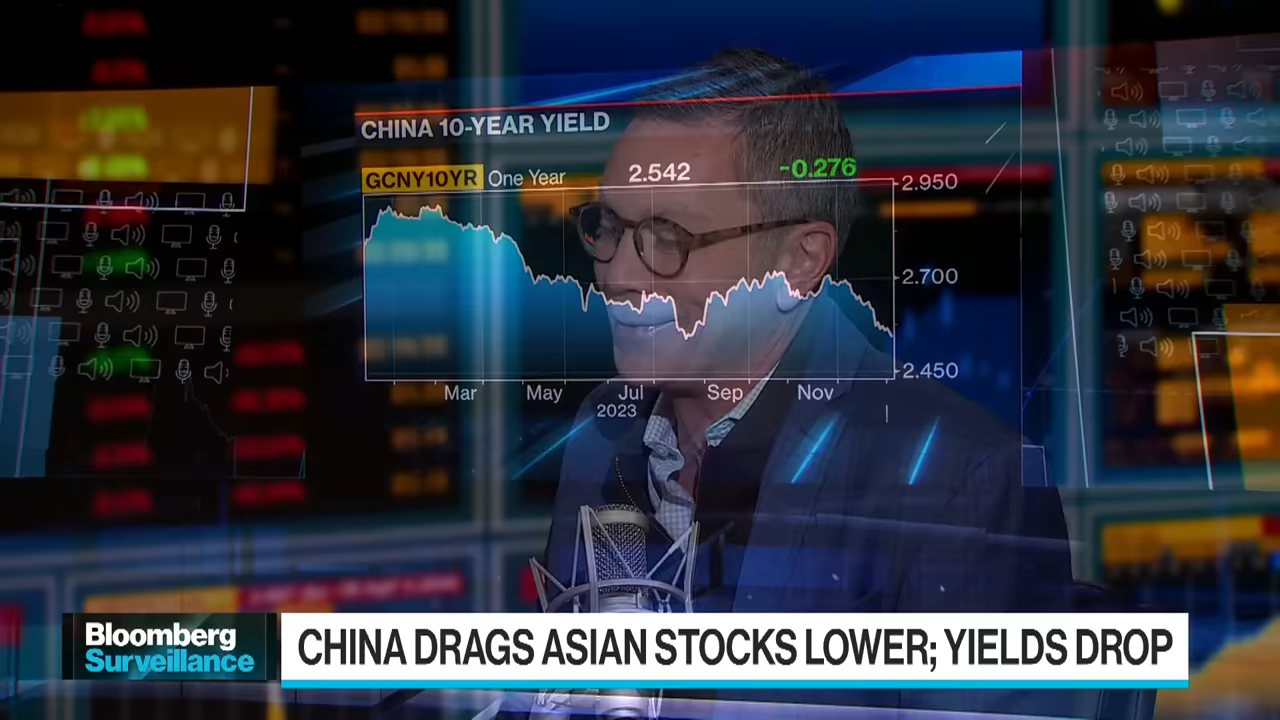 CHINA 10-YEAR YIELD
GCNY10YR One Year 2.542 -0.276
2.950
2.700
2.450
Mar May Jul Sep Nov
2023
Bloomberg
Surveillance
CHINA DRAGS ASIAN STOCKS LOWER; YIELDS DROP